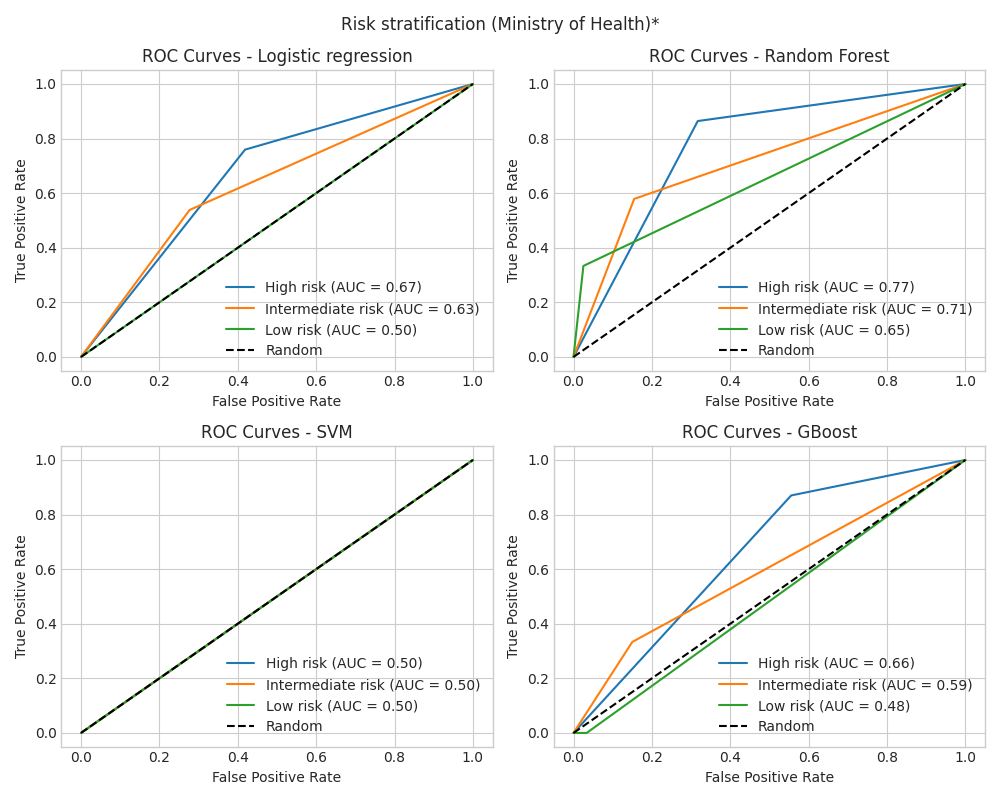 Risk stratification (Ministry of Health)*
ROC Curves - Logistic regression
1.0
0.8
0.6
0.4
0.2
0.0
True Positive Rate
High risk (AUC = 0.67)
Intermediate risk (AUC = 0.63)
Low risk (AUC = 0.50)
Random
0.0 0.2 0.4 0.6 0.8 1.0
False Positive Rate
ROC Curves - Random Forest
1.0
0.8
0.6
0.4
0.2
0.0
True Positive Rate
High risk (AUC = 0.77)
Intermediate risk (AUC = 0.71)
Low risk (AUC = 0.65)
Random
0.0 0.2 0.4 0.6 0.8 1.0
False Positive Rate
ROC Curves - SVM
1.0
0.8
0.6
0.4
0.2
0.0
True Positive Rate
High risk (AUC = 0.50)
Intermediate risk (AUC = 0.50)
Low risk (AUC = 0.50)
Random
0.0 0.2 0.4 0.6 0.8 1.0
False Positive Rate
ROC Curves - GBoost
1.0
0.8
0.6
0.4
0.2
0.0
True Positive Rate
High risk (AUC = 0.66)
Intermediate risk (AUC = 0.59)
Low risk (AUC = 0.48)
Random
0.0 0.2 0.4 0.6 0.8 1.0
False Positive Rate